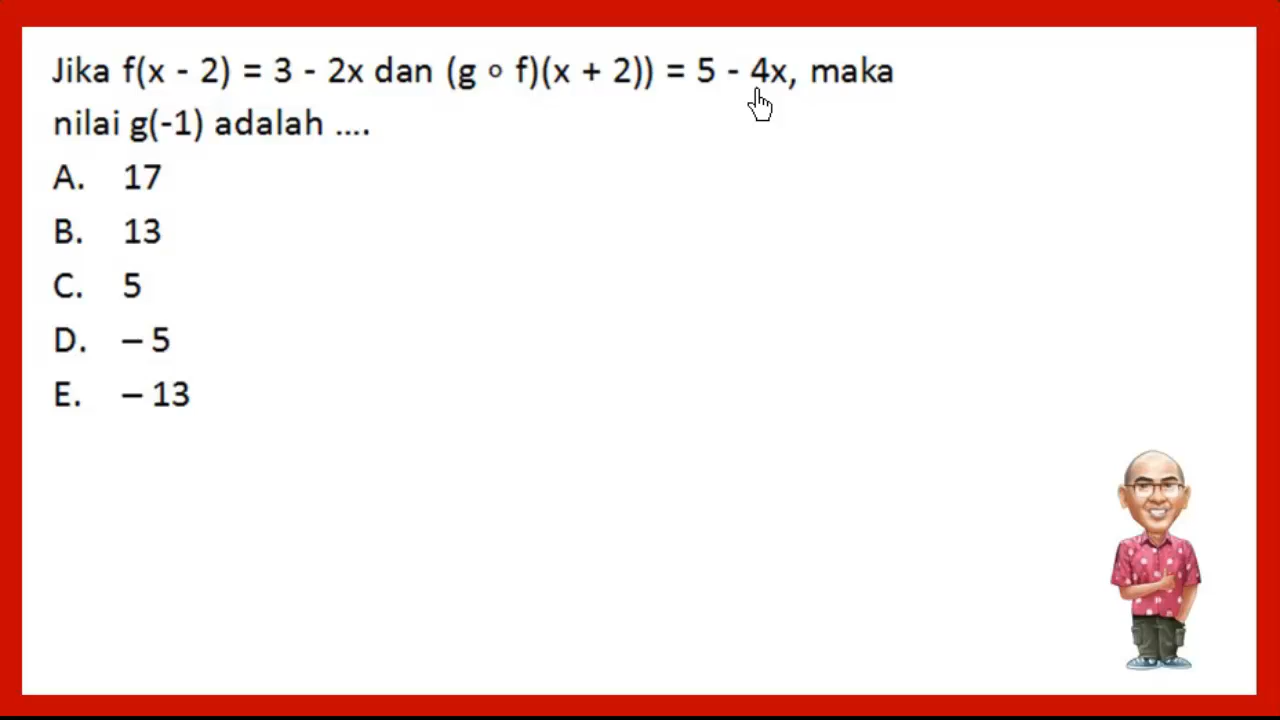 Jika f(x - 2) = 3 - 2x dan (g ∘ f)(x + 2)) = 5 - 4x, maka
nilai g(-1) adalah ....
A. 17
B. 13
C. 5
D. – 5
E. – 13